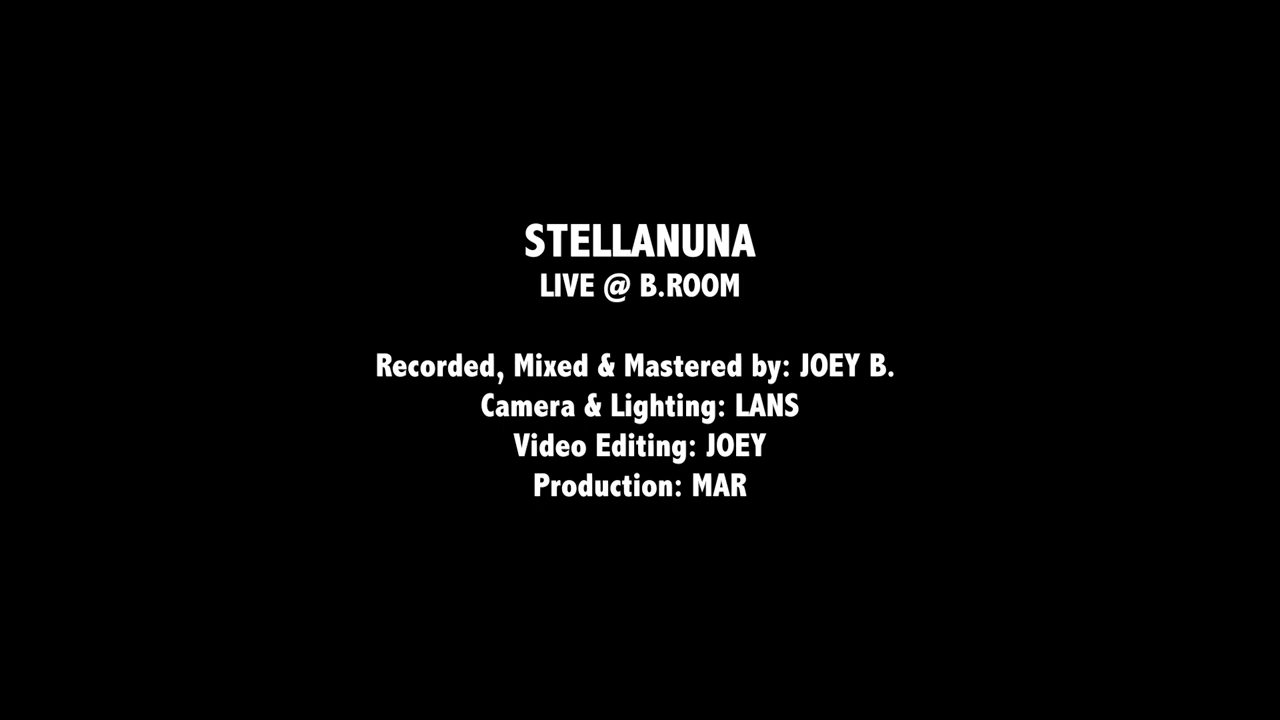 STELLANUNA
LIVE @ B.ROOM
Recorded, Mixed & Mastered by: JOEY B.
Camera & Lighting: LANS
Video Editing: JOEY
Production: MAR